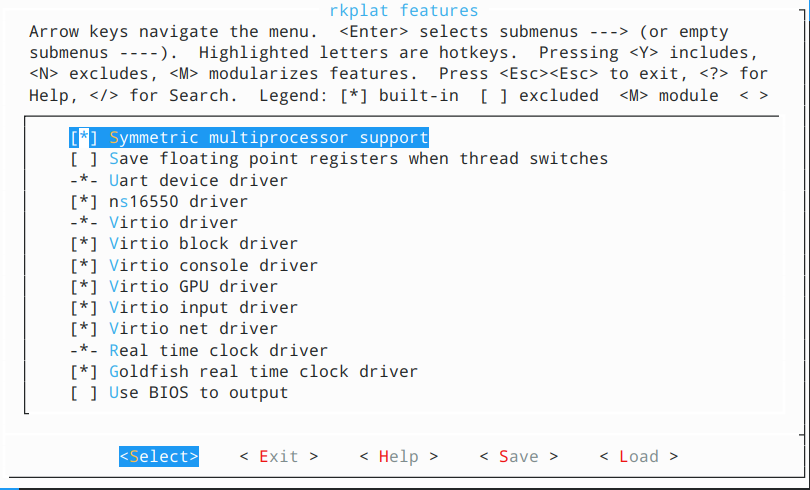 rkplat features
Arrow keys navigate the menu.  <Enter> selects submenus ---> (or empty
submenus ----).  Highlighted letters are hotkeys.  Pressing <Y> includes,
<N> excludes, <M> modularizes features.  Press <Esc><Esc> to exit, <?> for
Help, </> for Search.  Legend: [*] built-in  [ ] excluded  <M> module  < >
[*] Symmetric multiprocessor support
[ ] Save floating point registers when thread switches
-*- Uart device driver
[*] ns16550 driver
-*- Virtio driver
[*] Virtio block driver
[*] Virtio console driver
[*] Virtio GPU driver
[*] Virtio input driver
[*] Virtio net driver
-*- Real time clock driver
[*] Goldfish real time clock driver
[ ] Use BIOS to output
<Select>    < Exit >    < Help >    < Save >    < Load >